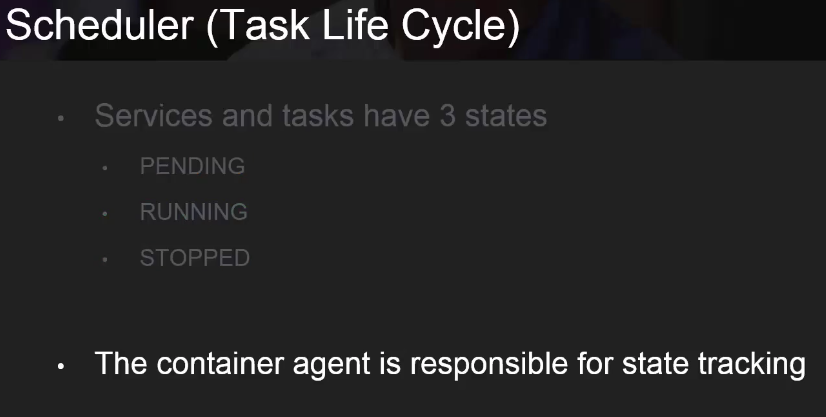 Scheduler (Task Life Cycle)
• Services and tasks have 3 states
• PENDING
• RUNNING
• STOPPED
• The container agent is responsible for state tracking